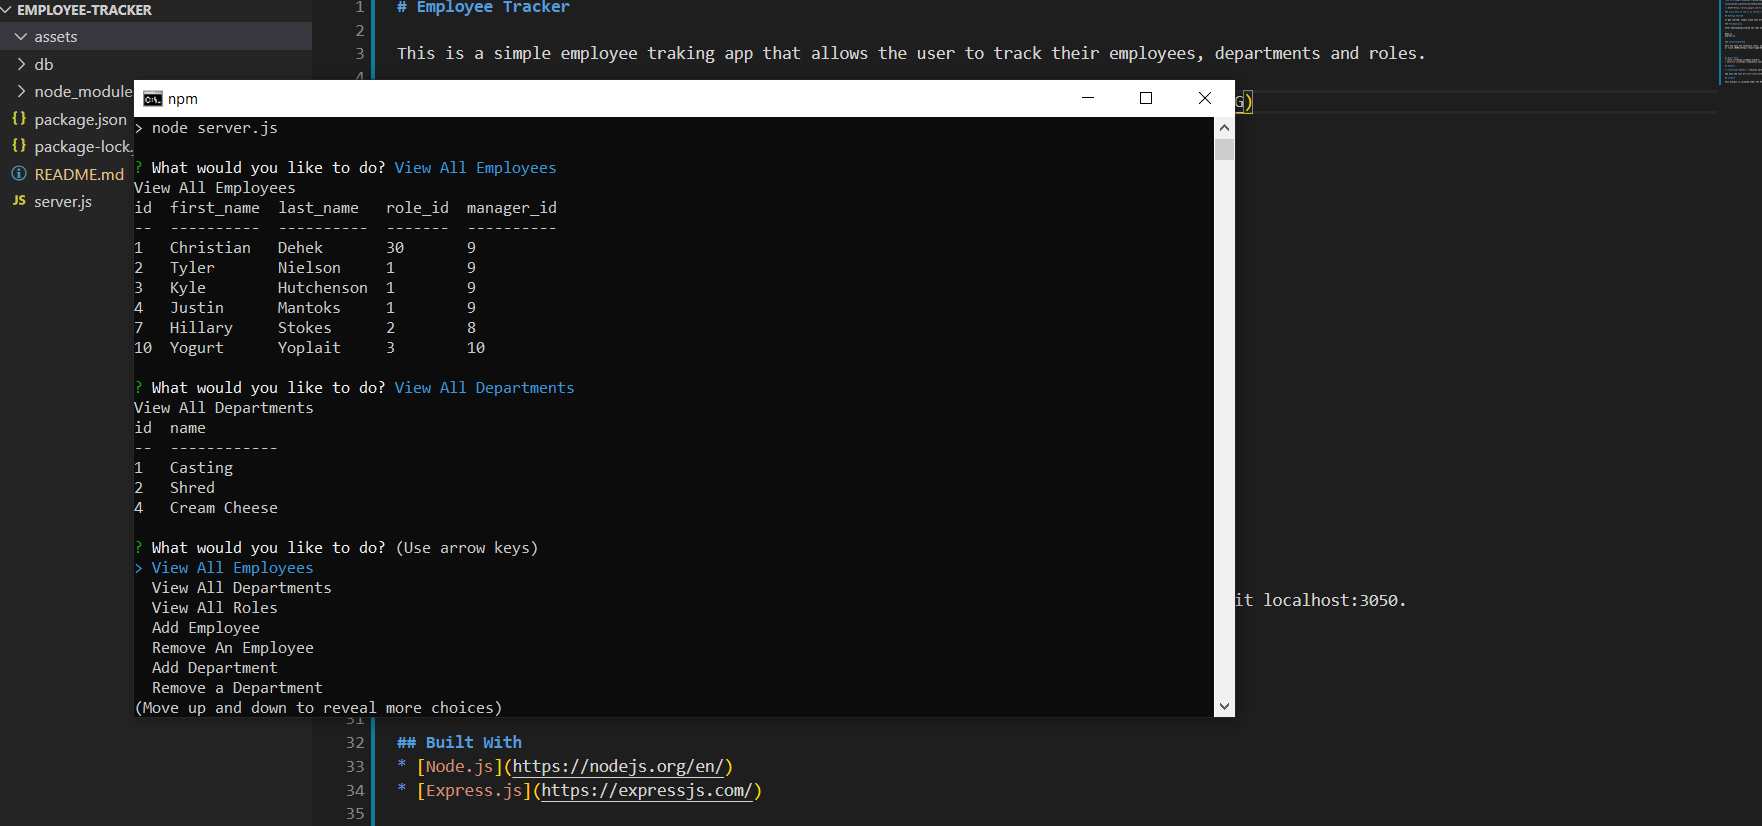 EMPLOYEE-TRACKER
assets
db
node_module
package.json
package-lock.
README.md
JS server.js
1 # Employee Tracker
2
3 This is a simple employee traking app that allows the user to track their employees, departments and roles.
4
G)
npm
> node server.js
? What would you like to do? View All Employees
View All Employees
id first_name last_name role_id manager_id
-- ---------- ---------- ------- ----------
1 Christian Dehek 30 9
2 Tyler Nielson 1 9
3 Kyle Hutchenson 1 9
4 Justin Mantoks 1 9
7 Hillary Stokes 2 8
10 Yogurt Yoplait 3 10
? What would you like to do? View All Departments
View All Departments
id name
-- ------------
1 Casting
2 Shred
4 Cream Cheese
? What would you like to do? (Use arrow keys)
> View All Employees
View All Departments
View All Roles
Add Employee
Remove An Employee
Add Department
Remove a Department
(Move up and down to reveal more choices)
it localhost:3050.
31
32 ## Built With
33 * [Node.js](https://nodejs.org/en/)
34 * [Express.js](https://expressjs.com/)
35